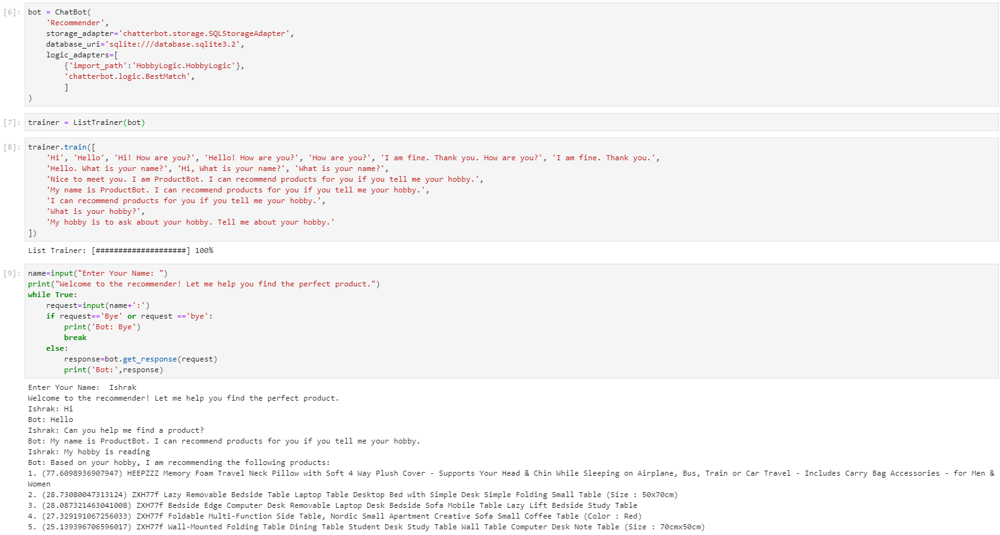 [6]: bot = ChatBot(
'Recommender',
storage_adapter='chatterbot.storage.SQLStorageAdapter',
database_uri='sqlite:///database.sqlite3.2',
logic_adapters=[
{'import_path':'HobbyLogic.HobbyLogic'},
'chatterbot.logic.BestMatch',
]
)
[7]: trainer = ListTrainer(bot)
[8]: trainer.train([
'Hi', 'Hello', 'Hi! How are you?', 'Hello! How are you?', 'How are you?', 'I am fine. Thank you. How are you?', 'I am fine. Thank you.',
'Hello. What is your name?', 'Hi, What is your name?', 'What is your name?',
'Nice to meet you. I am ProductBot. I can recommend products for you if you tell me your hobby.',
'My name is ProductBot. I can recommend products for you if you tell me your hobby.',
'I can recommend products for you if you tell me your hobby.',
'What is your hobby?',
'My hobby is to ask about your hobby. Tell me about your hobby.'
])
List Trainer: [####################] 100%
[9]: name=input("Enter Your Name: ")
print("Welcome to the recommender! Let me help you find the perfect product.")
while True:
request=input(name+':')
if request=='Bye' or request =='bye':
print('Bot: Bye')
break
else:
response=bot.get_response(request)
print('Bot:',response)
Enter Your Name:  Ishrak
Welcome to the recommender! Let me help you find the perfect product.
Ishrak: Hi
Bot: Hello
Ishrak: Can you help me find a product?
Bot: My name is ProductBot. I can recommend products for you if you tell me your hobby.
Ishrak: My hobby is reading
Bot: Based on your hobby, I am recommending the following products:
1. (77.6098936907947) HEEPZZZ Memory Foam Travel Neck Pillow with Soft 4 Way Plush Cover - Supports Your Head & Chin While Sleeping on Airplane, Bus, Train or Car Travel - Includes Carry Bag Accessories - for Men &
Women
2. (28.73080047313124) ZXH77f Lazy Removable Bedside Table Laptop Table Desktop Bed with Simple Desk Simple Folding Small Table (Size : 50x70cm)
3. (28.087321463041008) ZXH77f Bedside Edge Computer Desk Removable Laptop Desk Bedside Sofa Mobile Table Lazy Lift Bedside Study Table
4. (27.329191067256033) ZXH77f Foldable Multi-Function Side Table, Nordic Small Apartment Creative Sofa Small Coffee Table (Color : Red)
5. (25.139396706596017) ZXH77f Wall-Mounted Folding Table Dining Table Student Desk Study Table Wall Table Computer Desk Note Table (Size : 70cmx50cm)